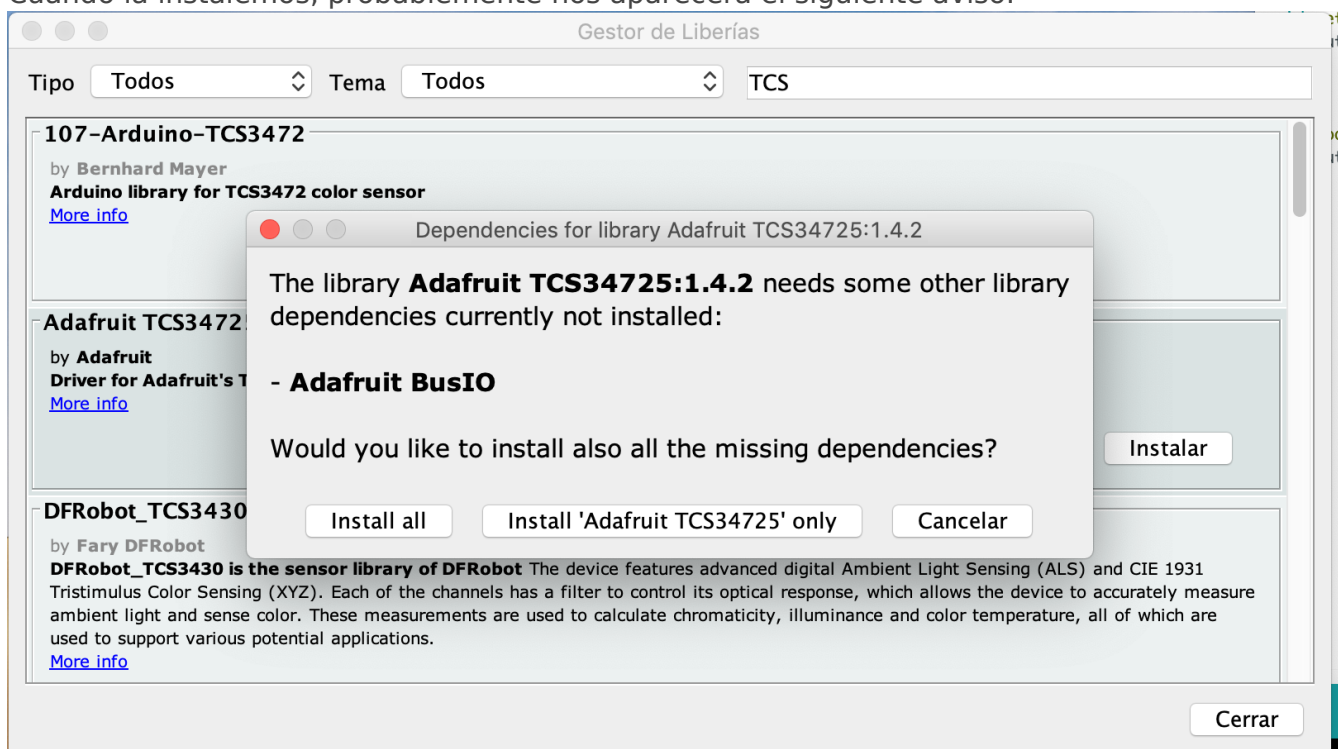 Cuando la instalemos, probablemente nos aparecerá el siguiente aviso:
Gestor de Liberías
Tipo Todos Tema Todos TCS
107-Arduino-TCS3472
by Bernhard Mayer
Arduino library for TCS3472 color sensor
More info
Dependencies for library Adafruit TCS34725:1.4.2
The library Adafruit TCS34725:1.4.2 needs some other library
dependencies currently not installed:
- Adafruit BusIO
Would you like to install also all the missing dependencies?
Install all Install 'Adafruit TCS34725' only Cancelar
Adafruit TCS3472
by Adafruit
Driver for Adafruit's
More info
Instalar
DFRobot_TCS3430
by Fary DFRobot
DFRobot_TCS3430 is the sensor library of DFRobot The device features advanced digital Ambient Light Sensing (ALS) and CIE 1931
Tristimulus Color Sensing (XYZ). Each of the channels has a filter to control its optical response, which allows the device to accurately measure
ambient light and sense color. These measurements are used to calculate chromaticity, illuminance and color temperature, all of which are
used to support various potential applications.
More info
Cerrar